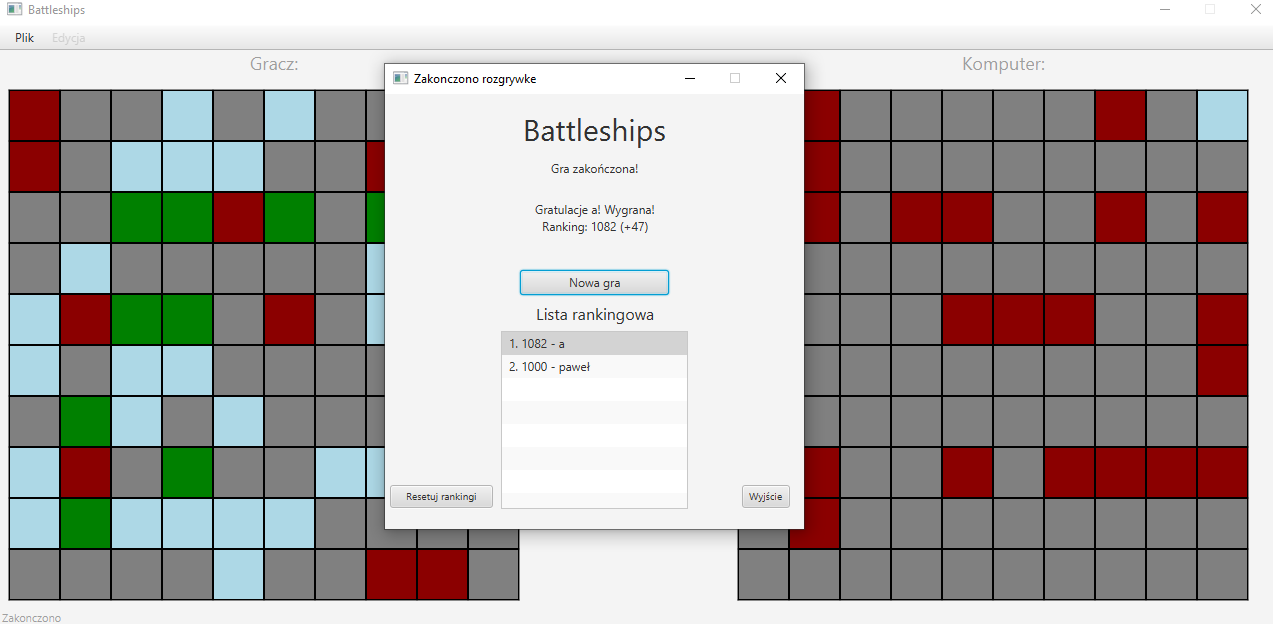 Battleships
Plik Edycja
Gracz:
Komputer:
Zakonczono rozgrywke
Battleships
Gra zakończona!
Gratulacje a! Wygrana!
Ranking: 1082 (+47)
Nowa gra
Lista rankingowa
1. 1082 - a
2. 1000 - paweł
Resetuj rankingi
Wyjście
Zakonczono